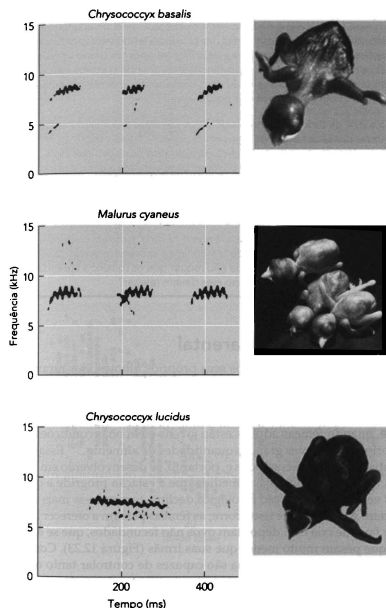 Chrysococcyx basalis
15
10
5
0
Malurus cyaneus
15
10
5
0
Frequência (kHz)
Chrysococcyx lucidus
15
10
5
0
200
400
Tempo (ms)